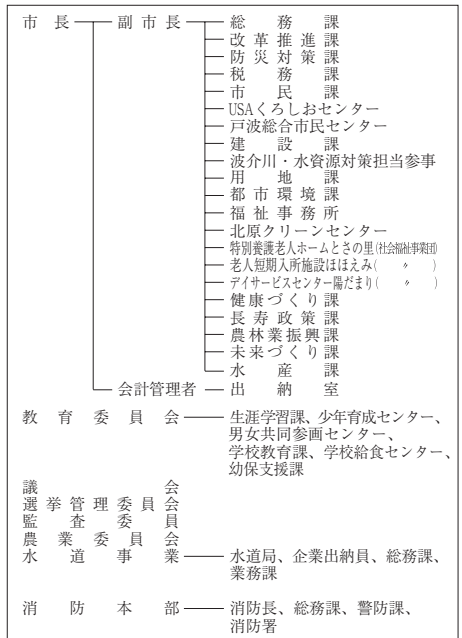 市長 副市長 総務課
改革推進課
防災対策課
税務課
市民課
USAくろしおセンター
戸波総合市民センター
建設課
波介川・水資源対策担当参事
用地課
都市環境課
福祉事務所
北原クリーンセンター
特別養護老人ホームとさの里(社会福祉事業団)
老人短期入所施設ほほえみ( 〃 )
デイサービスセンター陽だまり( 〃 )
健康づくり課
長寿政策課
農林業振興課
未来づくり課
水産課
会計管理者 出納室
教育委員会 生涯学習課、少年育成センター、
男女共同参画センター、
学校教育課、学校給食センター、
幼保支援課
議会
選挙管理委員会
監査委員
農業委員会
水道事業 水道局、企業出納員、総務課、
業務課
消防本部 消防長、総務課、警防課、
消防署